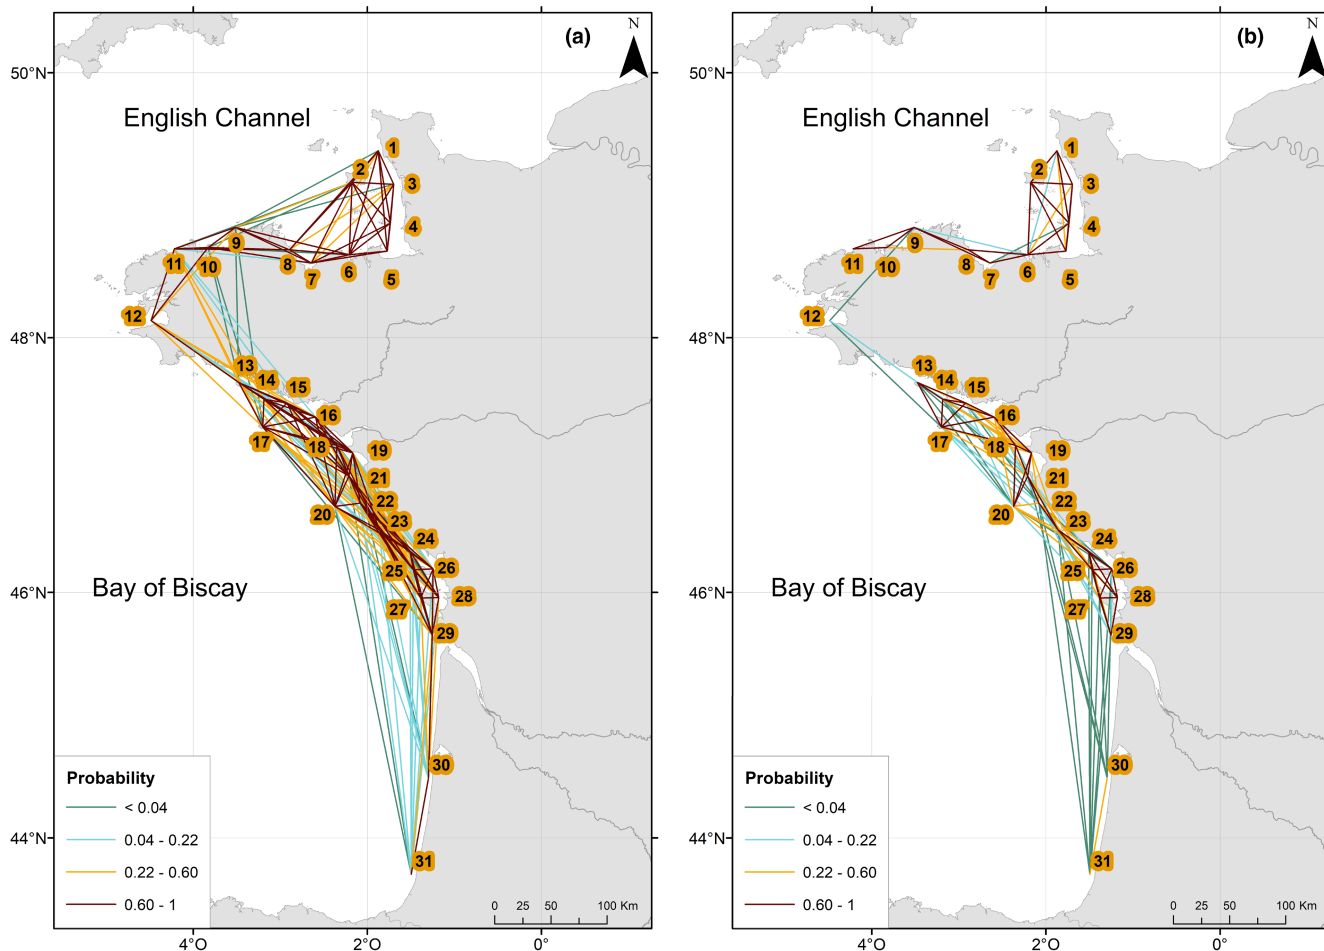 (a)
N
50°N
English Channel
1
2
3
4
9
8
7
6
5
11
10
12
48°N
13
14
15
16
17
18
19
21
20
22
23
24
25
26
46°N
Bay of Biscay
27
28
29
Probability
30
< 0.04
44°N
0.04 - 0.22
31
0.22 - 0.60
0.60 - 1
0 25 50 100 Km
4°O
2°O
0°
(b)
N
50°N
English Channel
1
2
3
4
9
8
7
6
5
11
10
12
48°N
13
14
15
16
17
18
19
21
20
22
23
24
25
26
46°N
Bay of Biscay
27
28
29
Probability
30
< 0.04
44°N
0.04 - 0.22
31
0.22 - 0.60
0.60 - 1
0 25 50 100 Km
4°O
2°O
0°